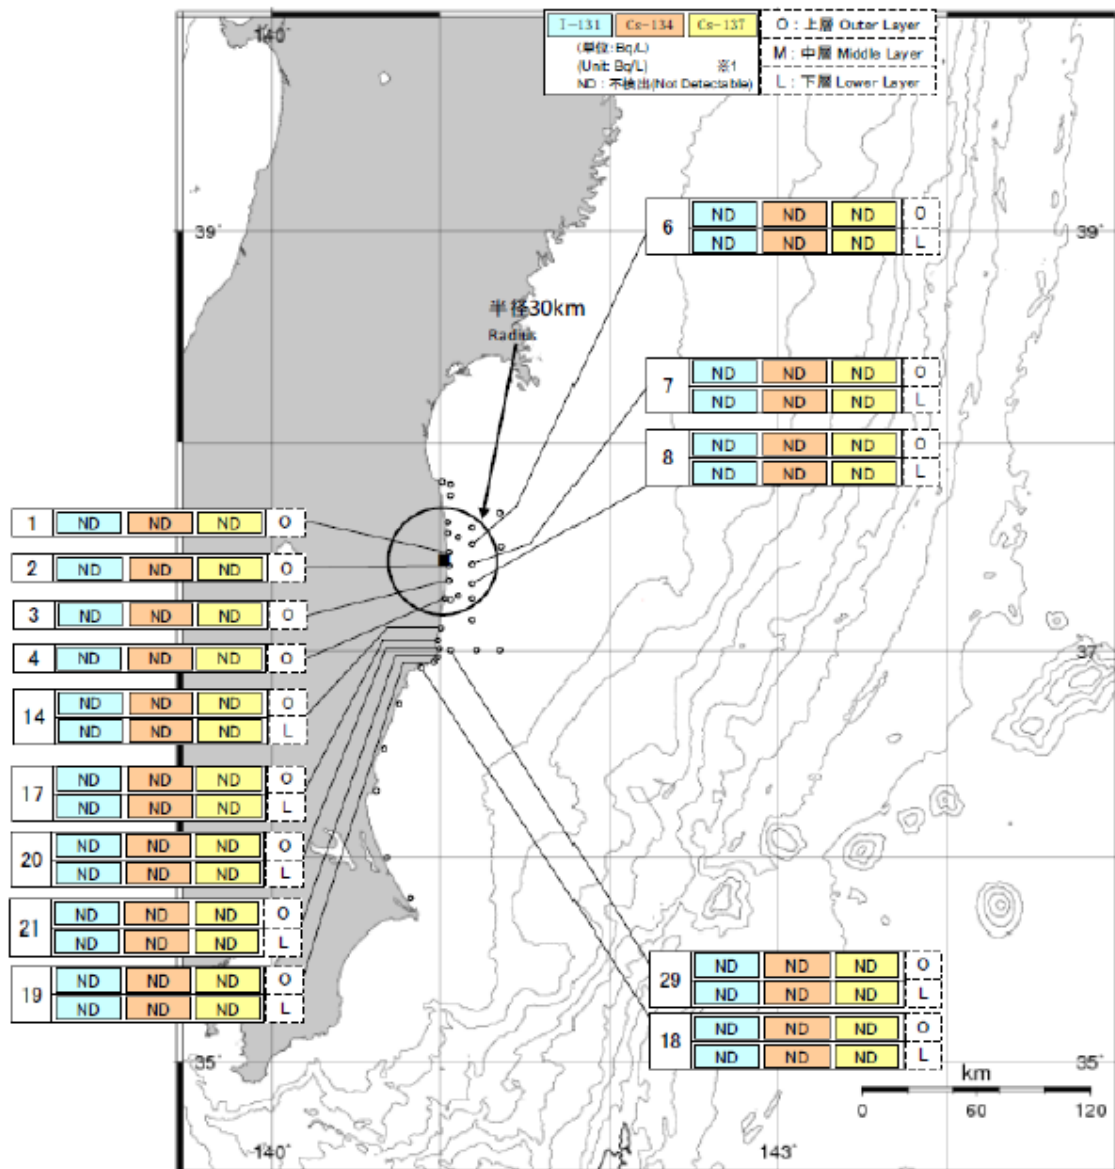 I-131 Cs-134 Cs-137
(単位:Bq/L)
(Unit: Bq/L) ※1
ND : 不検出(Not Detectable)
O : 上層 Outer Layer
M : 中層 Middle Layer
L : 下層 Lower Layer
140°
39°
39°
半径30km
Radius
6 ND ND ND O
ND ND ND L
7 ND ND ND O
ND ND ND L
8 ND ND ND O
ND ND ND L
1 ND ND ND O
2 ND ND ND O
3 ND ND ND O
4 ND ND ND O
37°
14 ND ND ND O
ND ND ND L
17 ND ND ND O
ND ND ND L
20 ND ND ND O
ND ND ND L
21 ND ND ND O
ND ND ND L
19 ND ND ND O
ND ND ND L
29 ND ND ND O
ND ND ND L
18 ND ND ND O
ND ND ND L
35°
35°
km
0 60 120
140°
143°